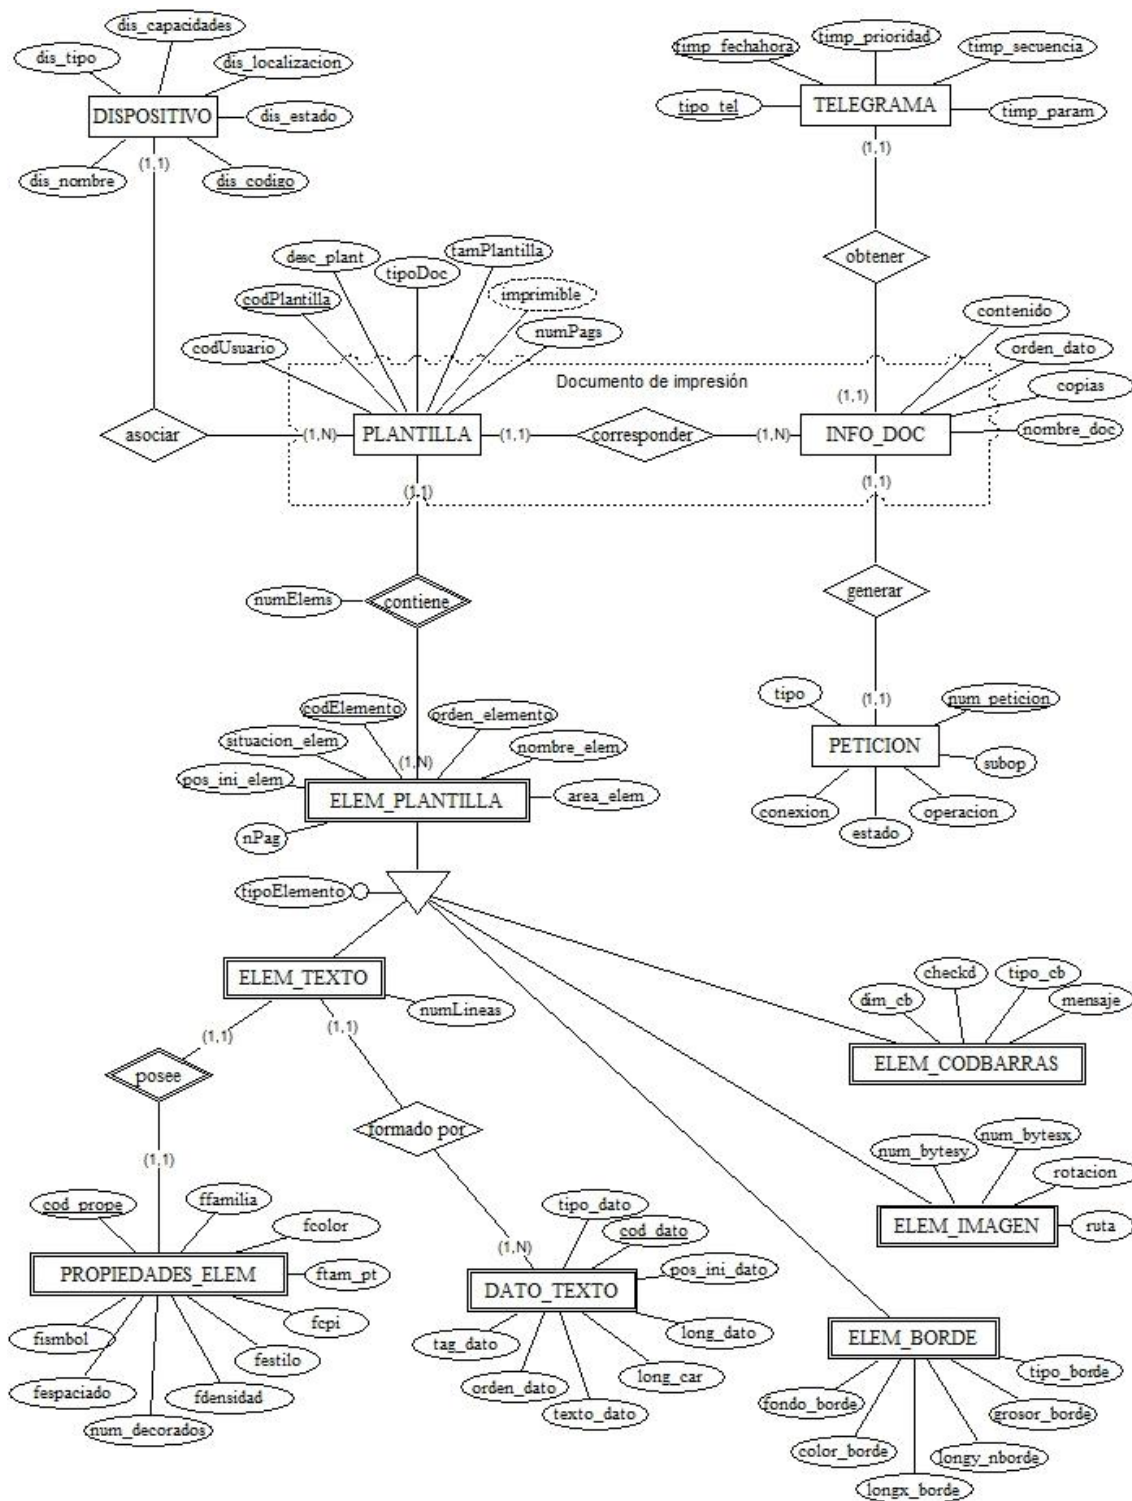 dis_capacidades
dis_tipo
dis_localizacion
DISPOSITIVO
dis_estado
dis_nombre
dis_codigo
(1,1)
timp_fechahora
timp_prioridad
timp_secuencia
tipo_tel
TELEGRAMA
timp_param
(1,1)
obtener
desc_plant
tamPlantilla
tipoDoc
codPlantilla
imprimible
codUsuario
numPags
contenido
orden_dato
copias
nombre_doc
Documento de impresión
asociar
(1,N)
PLANTILLA
(1,1)
corresponder
(1,N)
(1,1)
INFO_DOC
(1,1)
(1,1)
numElems
contiene
generar
codElemento
orden_elemento
situacion_elem
nombre_elem
pos_ini_elem
(1,N)
ELEM_PLANTILLA
area_elem
nPag
tipo
(1,1)
num_peticion
PETICION
subop
conexion
estado
operacion
tipoElemento
ELEM_TEXTO
numLineas
(1,1)
(1,1)
checkd
tipo_cb
dim_cb
mensaje
ELEM_CODBARRAS
posee
formado por
(1,1)
num_bytesy
num_bytesx
rotacion
ELEM_IMAGEN
ruta
cod_prope
ffamilia
fcolor
PROPIEDADES_ELEM
ftam_pt
fcpi
fismbol
festilo
fespaciado
fdensidad
num_decorados
(1,N)
tipo_dato
cod_dato
pos_ini_dato
DATO_TEXTO
long_dato
tag_dato
long_car
orden_dato
texto_dato
ELEM_BORDE
tipo_borde
fondo_borde
grosor_borde
color_borde
longy_nborde
longx_borde